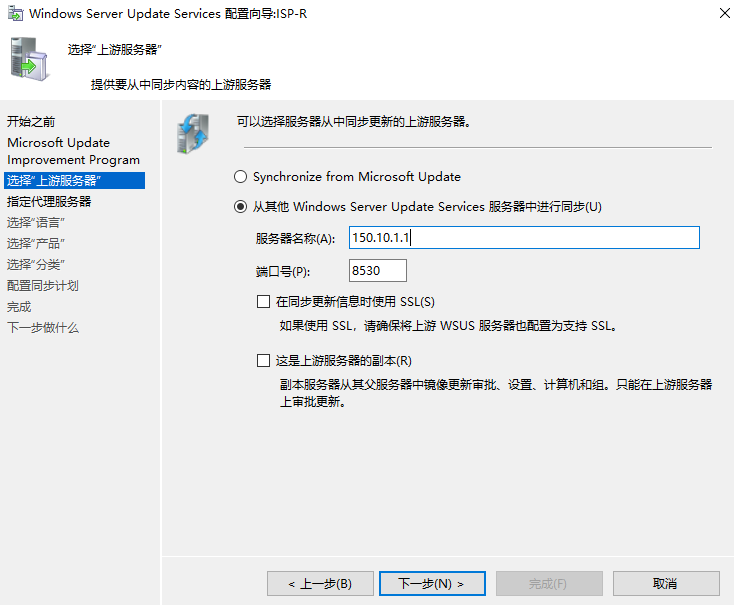 Windows Server Update Services 配置向导:ISP-R
选择"上游服务器"
提供要从中同步内容的上游服务器
开始之前
Microsoft Update
Improvement Program
选择"上游服务器"
指定代理服务器
选择"语言"
选择"产品"
选择"分类"
配置同步计划
完成
下一步做什么
可以选择服务器从中同步更新的上游服务器。
Synchronize from Microsoft Update
从其他 Windows Server Update Services 服务器中进行同步(U)
服务器名称(A):
150.10.1.1
端口号(P):
8530
在同步更新信息时使用 SSL(S)
如果使用 SSL，请确保将上游 WSUS 服务器也配置为支持 SSL。
这是上游服务器的副本(R)
副本服务器从其父服务器中镜像更新审批、设置、计算机和组。只能在上游服务器
上审批更新。
< 上一步(B)
下一步(N) >
完成(F)
取消